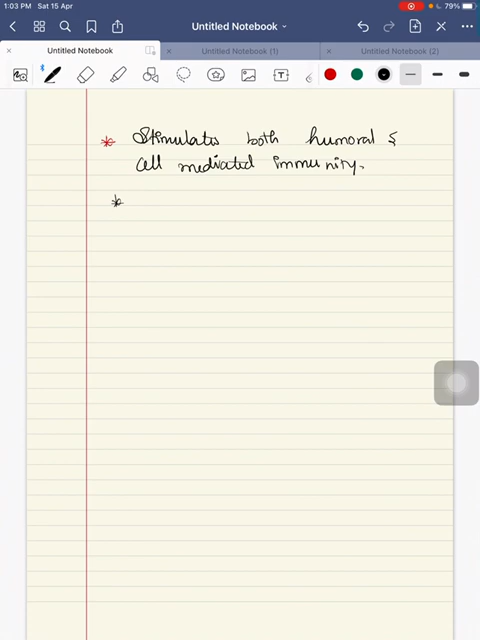 1:03 PM Sat 15 Apr
79%
Untitled Notebook
Untitled Notebook
Untitled Notebook (1)
Untitled Notebook (2)
T
* Stimulates both humoral &
Cell mediated immunity.
*